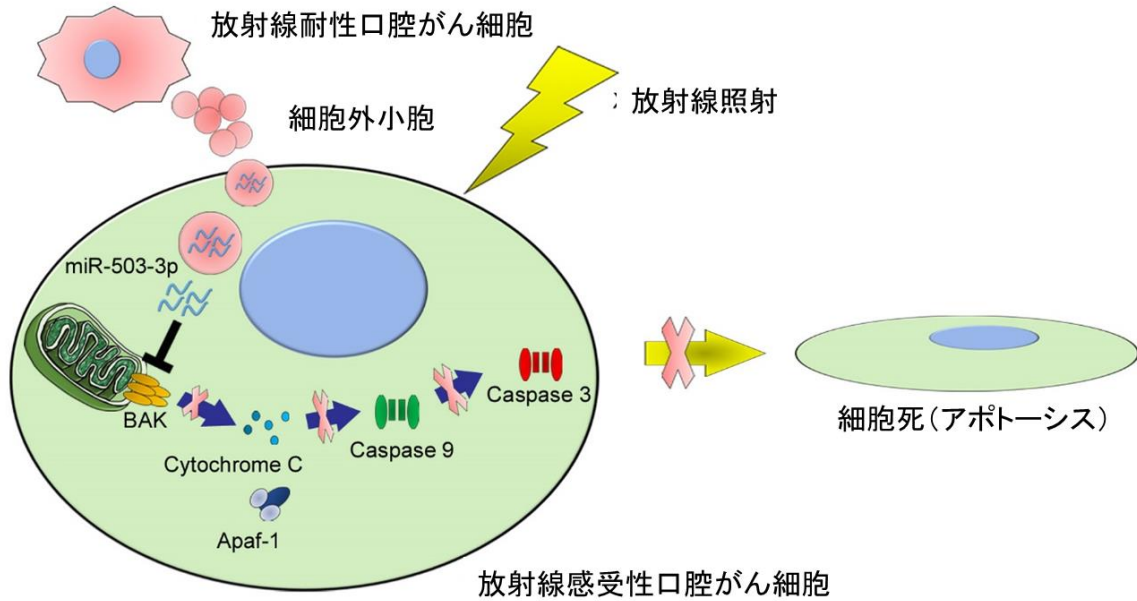 放射線耐性口腔がん細胞
細胞外小胞
放射線照射
miR-503-3p
BAK
Cytochrome C
Caspase 9
Caspase 3
Apaf-1
細胞死(アポトーシス)
放射線感受性口腔がん細胞